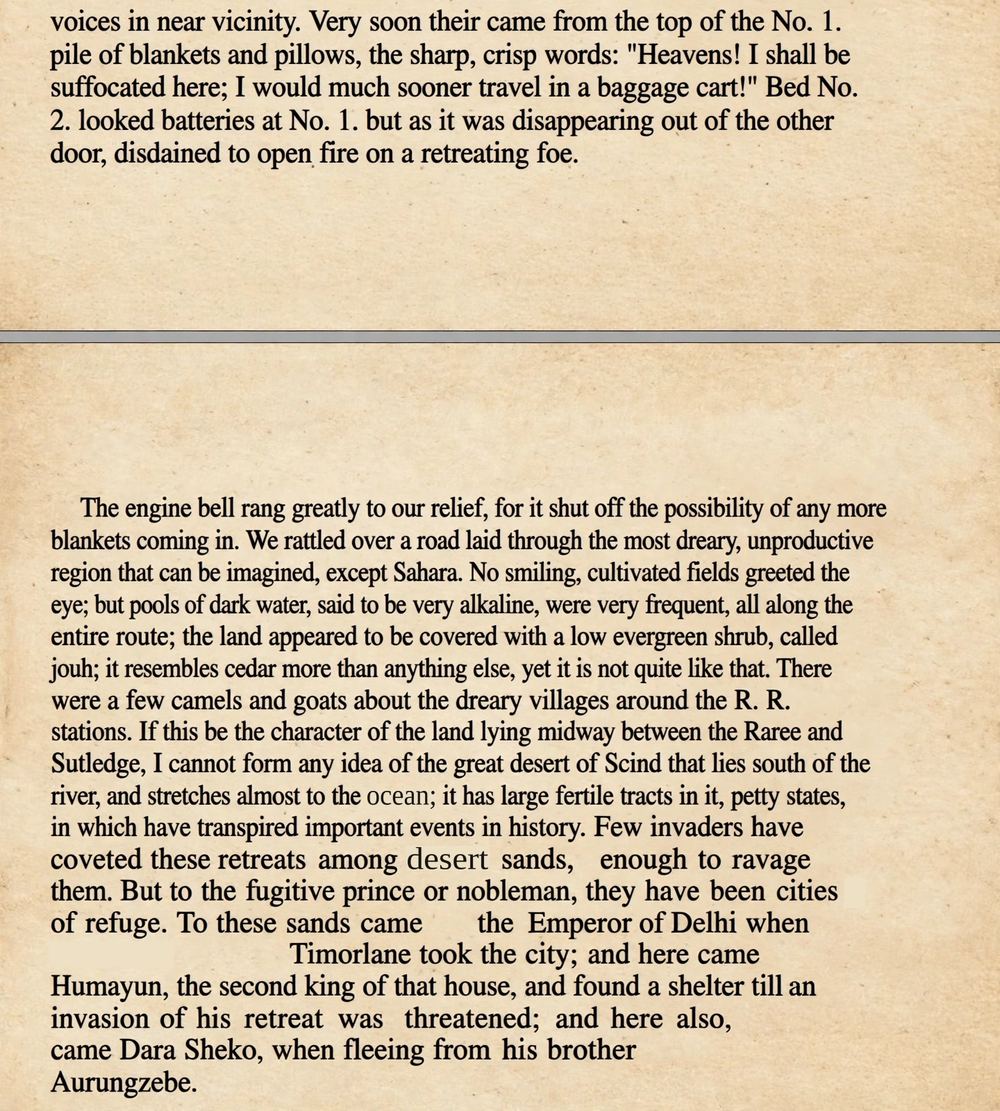 voices in near vicinity. Very soon their came from the top of the No. 1.
pile of blankets and pillows, the sharp, crisp words: "Heavens! I shall be
suffocated here; I would much sooner travel in a baggage cart!" Bed No.
2. looked batteries at No. 1. but as it was disappearing out of the other
door, disdained to open fire on a retreating foe.
The engine bell rang greatly to our relief, for it shut off the possibility of any more
blankets coming in. We rattled over a road laid through the most dreary, unproductive
region that can be imagined, except Sahara. No smiling, cultivated fields greeted the
eye; but pools of dark water, said to be very alkaline, were very frequent, all along the
entire route; the land appeared to be covered with a low evergreen shrub, called
jouh; it resembles cedar more than anything else, yet it is not quite like that. There
were a few camels and goats about the dreary villages around the R. R.
stations. If this be the character of the land lying midway between the Raree and
Sutledge, I cannot form any idea of the great desert of Scind that lies south of the
river, and stretches almost to the ocean; it has large fertile tracts in it, petty states,
in which have transpired important events in history. Few invaders have
coveted these retreats among desert sands, enough to ravage
them. But to the fugitive prince or nobleman, they have been cities
of refuge. To these sands came the Emperor of Delhi when
Timorlane took the city; and here came
Humayun, the second king of that house, and found a shelter till an
invasion of his retreat was threatened; and here also,
came Dara Sheko, when fleeing from his brother
Aurungzebe.